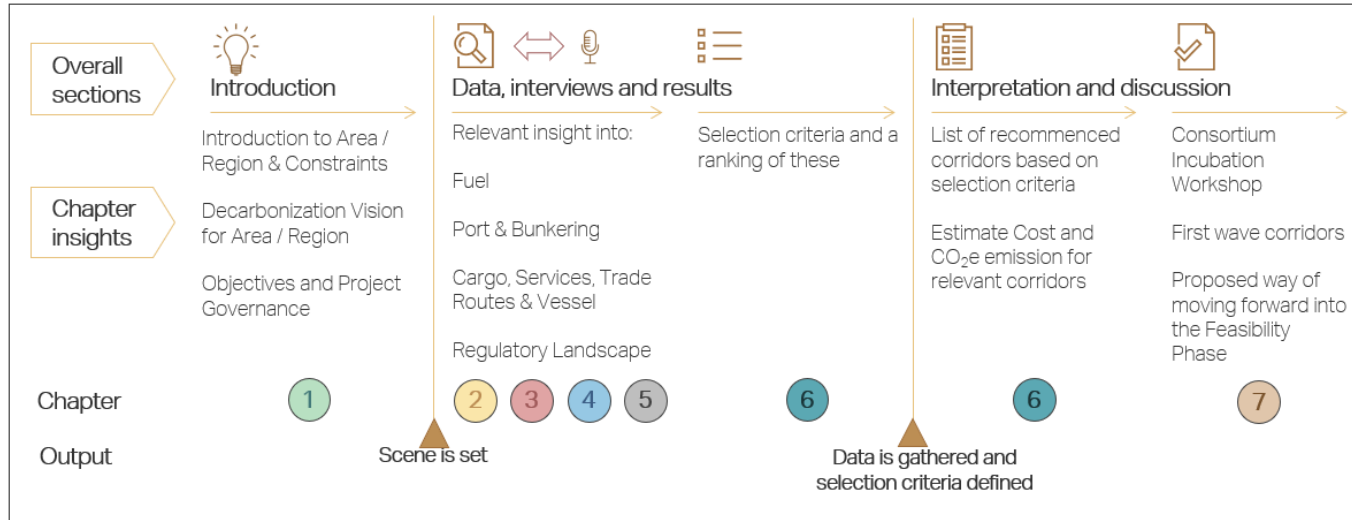 Overall
sections
Introduction
Data, interviews and results
Interpretation and discussion
Chapter
insights
Introduction to Area /
Region & Constraints
Decarbonization Vision
for Area / Region
Objectives and Project
Governance
Relevant insight into:
Fuel
Port & Bunkering
Cargo, Services, Trade
Routes & Vessel
Regulatory Landscape
Selection criteria and a
ranking of these
List of recommenced
corridors based on
selection criteria
Estimate Cost and
CO₂e emission for
relevant corridors
Consortium
Incubation
Workshop
First wave corridors
Proposed way of
moving forward into
the Feasibility
Phase
Chapter
1
2
3
4
5
6
6
7
Output
Scene is set
Data is gathered and
selection criteria defined